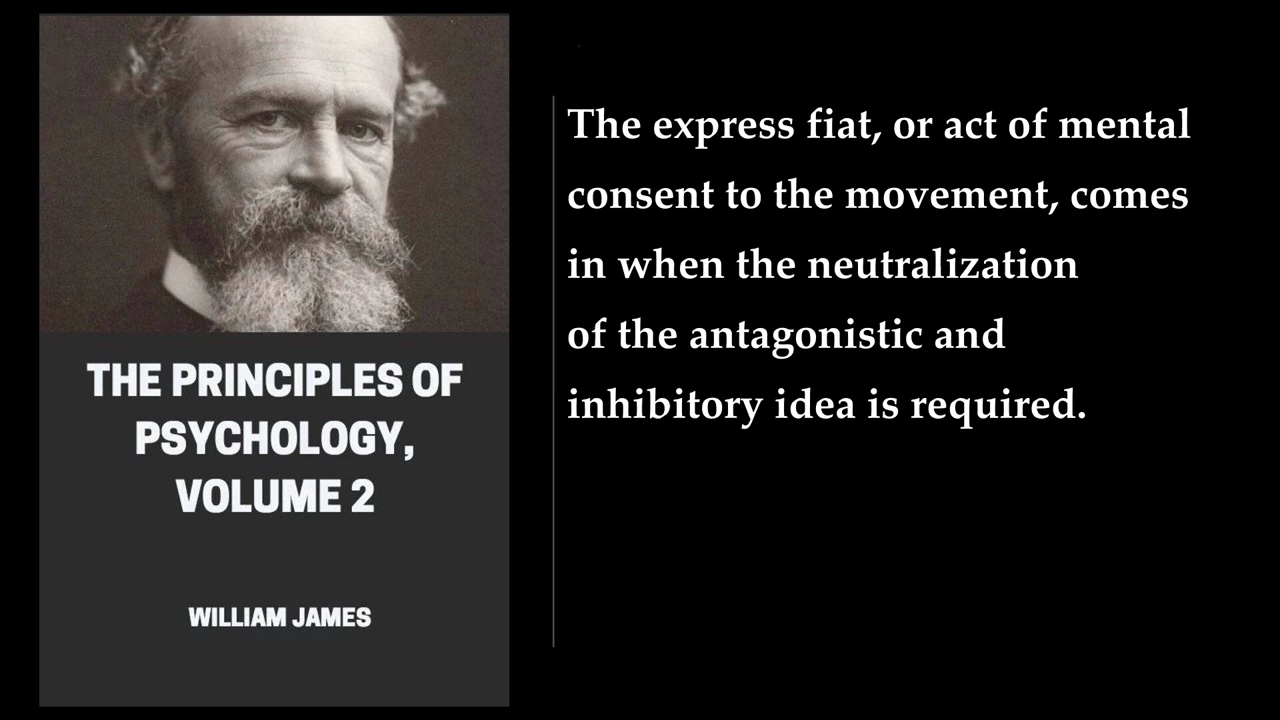 THE PRINCIPLES OF
PSYCHOLOGY,
VOLUME 2
WILLIAM JAMES
The express fiat, or act of mental
consent to the movement, comes
in when the neutralization
of the antagonistic and
inhibitory idea is required.